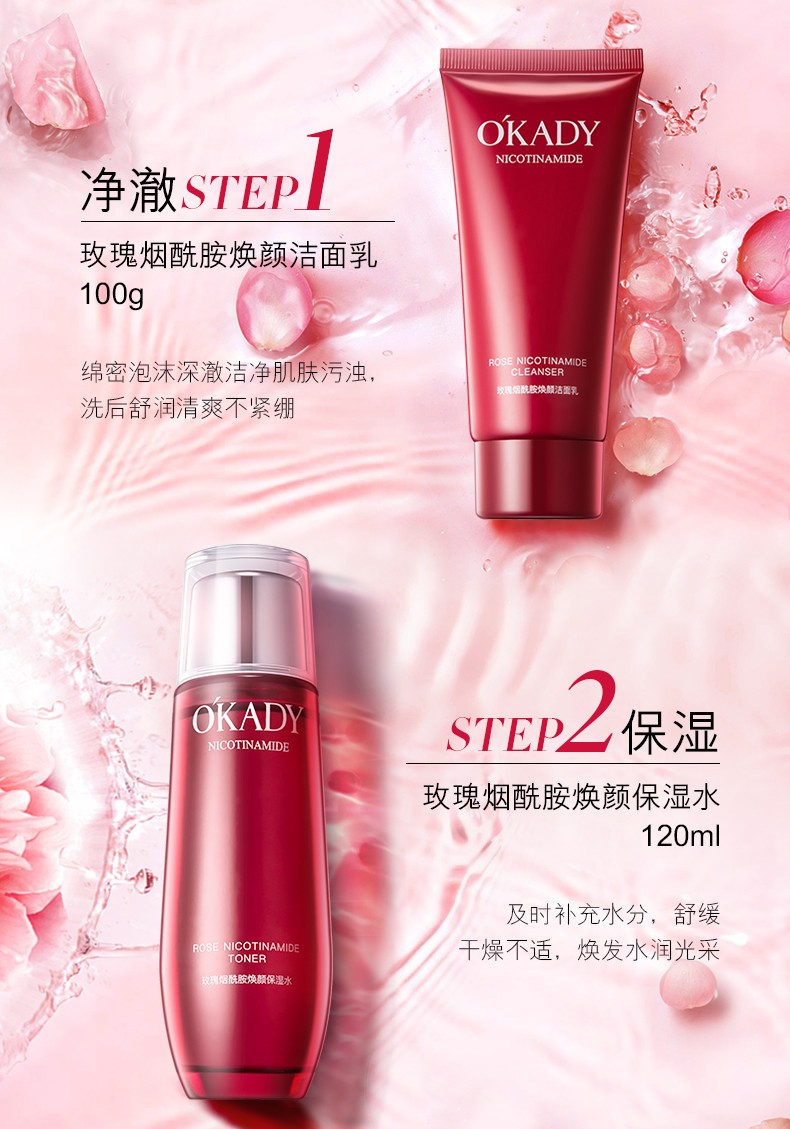 O'KADY
NICOTINAMIDE
净澈STEP1
玫瑰烟酰胺焕颜洁面乳
100g
绵密泡沫深澈洁净肌肤污浊，
洗后舒润清爽不紧绷
ROSE NICOTINAMIDE
CLEANSER
玫瑰烟酰胺焕颜洁面乳
O'KADY
NICOTINAMIDE
STEP2保湿
玫瑰烟酰胺焕颜保湿水
120ml
及时补充水分，舒缓
干燥不适，焕发水润光采
ROSE NICOTINAMIDE
TONER
玫瑰烟酰胺焕颜保湿水